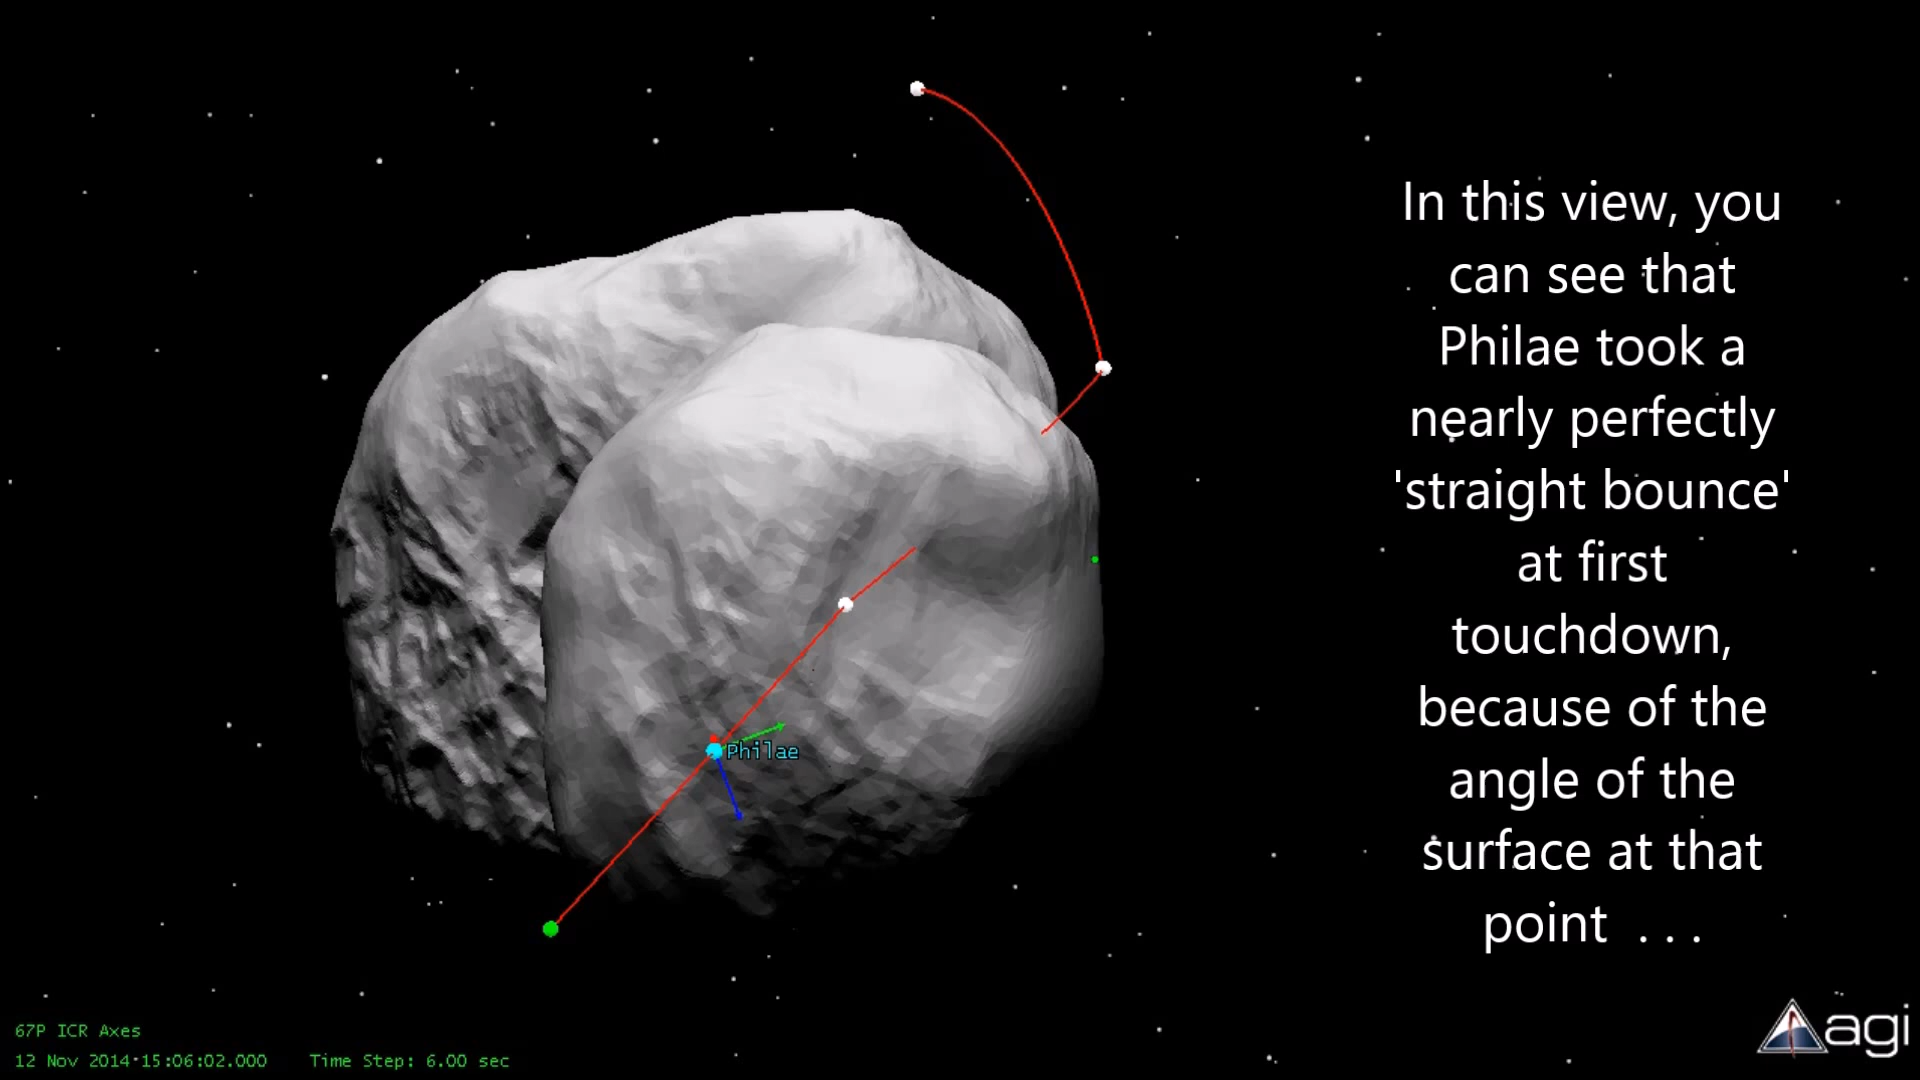 In this view, you
can see that
Philae took a
nearly perfectly
'straight bounce'
at first
touchdown,
because of the
angle of the
surface at that
point ...
Philae
67P ICR Axes
12 Nov 2014 15:06:02.000 Time Step: 6.00 sec
agi